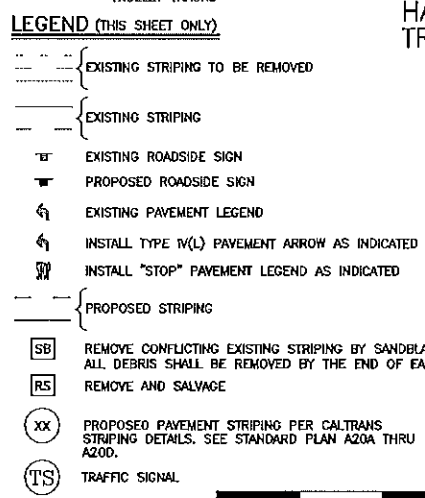 LEGEND (THIS SHEET ONLY)
HA
TR
EXISTING STRIPING TO BE REMOVED
EXISTING STRIPING
EXISTING ROADSIDE SIGN
PROPOSED ROADSIDE SIGN
EXISTING PAVEMENT LEGEND
INSTALL TYPE IV(L) PAVEMENT ARROW AS INDICATED
INSTALL "STOP" PAVEMENT LEGEND AS INDICATED
PROPOSED STRIPING
SB REMOVE CONFLICTING EXISTING STRIPING BY SANDBLA
ALL DEBRIS SHALL BE REMOVED BY THE END OF EA
RS REMOVE AND SALVAGE
XX PROPOSED PAVEMENT STRIPING PER CALTRANS
STRIPING DETAILS. SEE STANDARD PLAN A20A THRU
A20D.
TS TRAFFIC SIGNAL